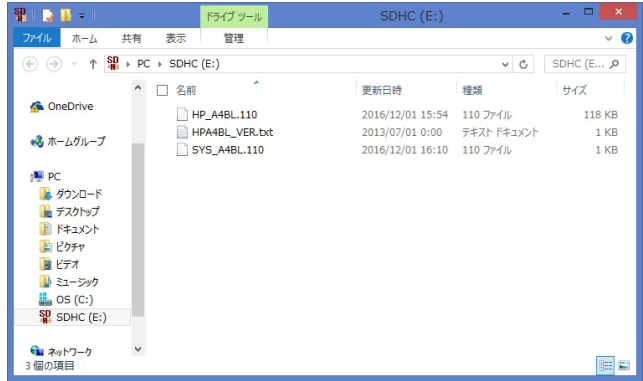 ドライブ ツール
SDHC (E:)
ファイル ホーム 共有 表示 管理
PC SDHC (E:) SDHC (E...
名前 更新日時 種類 サイズ
OneDrive
HP_A4BL.110 2016/12/01 15:54 110 ファイル 118 KB
HPA4BL_VER.txt 2013/07/01 0:00 テキスト ドキュメント 1 KB
SYS_A4BL.110 2016/12/01 16:10 110 ファイル 1 KB
ホームグループ
PC
ダウンロード
デスクトップ
ドキュメント
ピクチャ
ビデオ
ミュージック
OS (C:)
SDHC (E:)
ネットワーク
3 個の項目